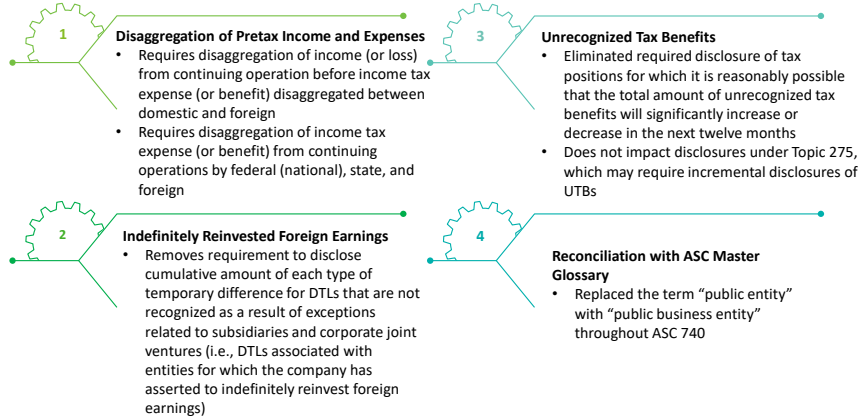 1
Disaggregation of Pretax Income and Expenses
• Requires disaggregation of income (or loss)
from continuing operation before income tax
expense (or benefit) disaggregated between
domestic and foreign
• Requires disaggregation of income tax
expense (or benefit) from continuing
operations by federal (national), state, and
foreign
2
Indefinitely Reinvested Foreign Earnings
• Removes requirement to disclose
cumulative amount of each type of
temporary difference for DTLs that are not
recognized as a result of exceptions
related to subsidiaries and corporate joint
ventures (i.e., DTLs associated with
entities for which the company has
asserted to indefinitely reinvest foreign
earnings)
3
Unrecognized Tax Benefits
• Eliminated required disclosure of tax
positions for which it is reasonably possible
that the total amount of unrecognized tax
benefits will significantly increase or
decrease in the next twelve months
• Does not impact disclosures under Topic 275,
which may require incremental disclosures of
UTBs
4
Reconciliation with ASC Master
Glossary
• Replaced the term “public entity”
with “public business entity”
throughout ASC 740